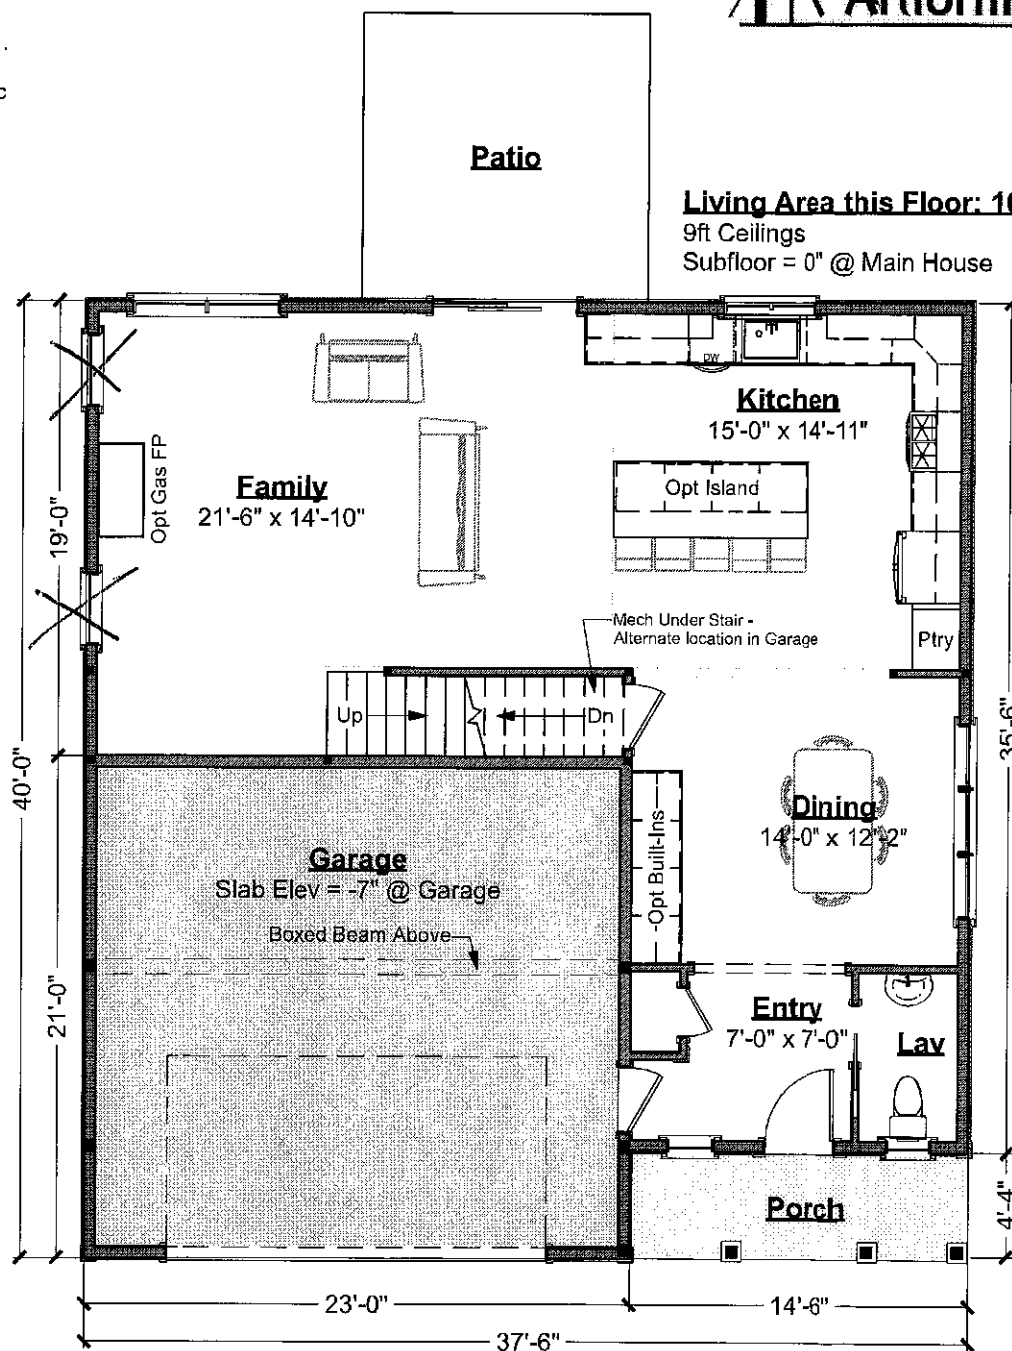 Patio
Living Area this Floor:
9ft Ceilings
Subfloor = 0" @ Main House
Kitchen
15'-0" x 14'-11"
DW
Opt Island
Family
21'-6" x 14'-10"
Opt Gas FP
19'-0"
Mech Under Stair -
Alternate location in Garage
Ptry
Up
Dn
40'-0"
35'-6"
Dining
14'-0" x 12'-2"
Opt Built-Ins
Garage
Slab Elev = -7" @ Garage
Boxed Beam Above
21'-0"
Entry
7'-0" x 7'-0"
Lav
Porch
4'-4"
23'-0"
14'-6"
37'-6"